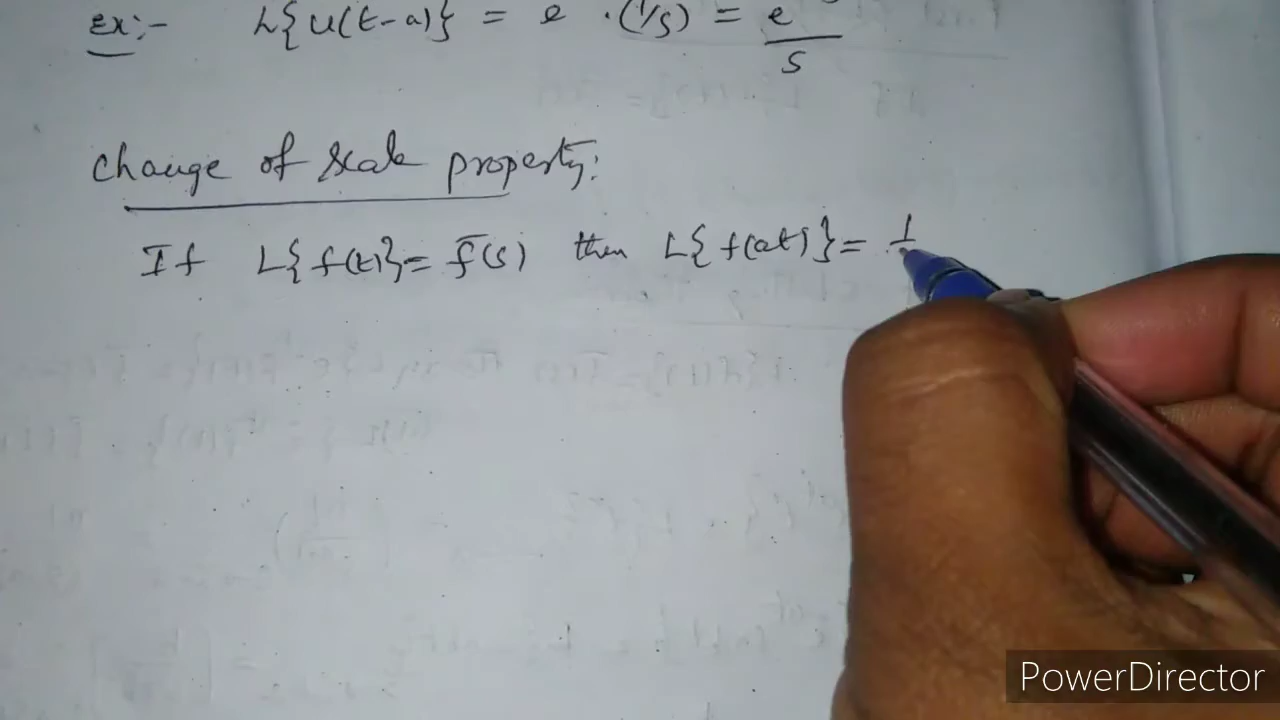 Ex:- L{u(t-a)} = e . (1/s) = e / s
Change of Scale property:
If L{f(t)} = f̄(s) then L{f(at)} = 1
PowerDirector